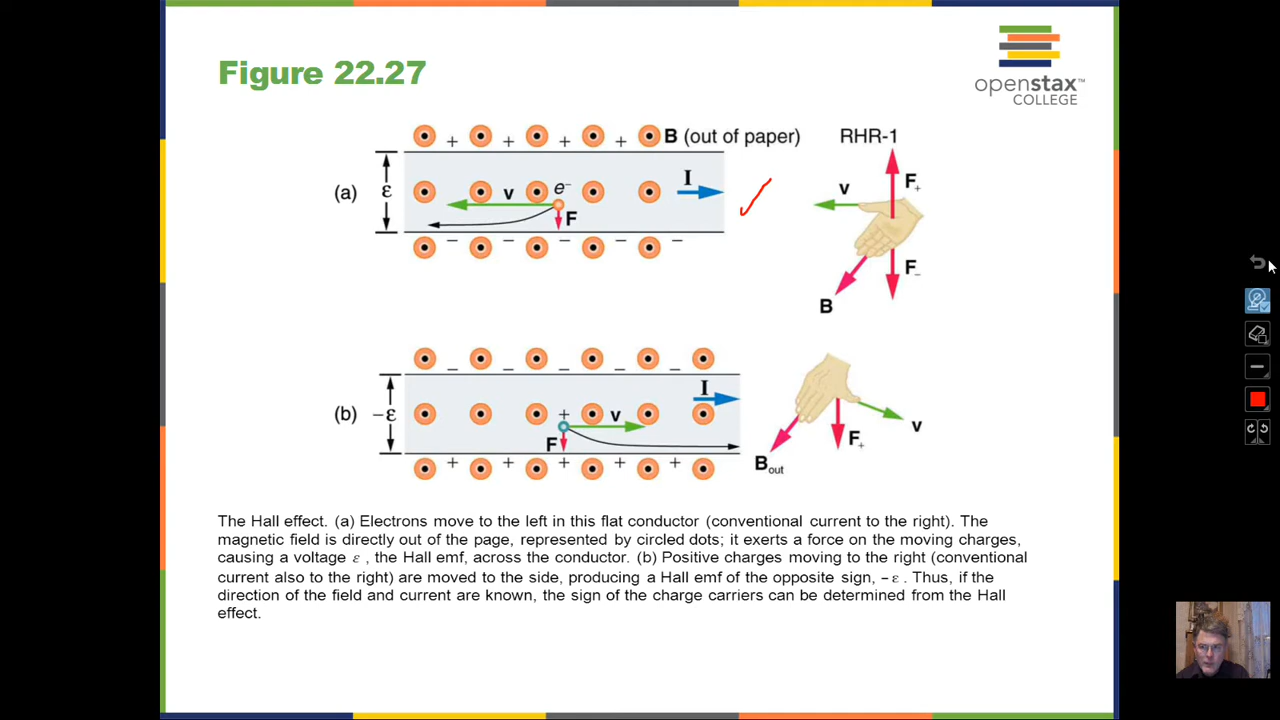 Figure 22.27
openstax™
COLLEGE
+ + + + B (out of paper) RHR-1
(a) ε v e⁻ I F
− − − − −
v F₊
F₋
B
− − − − −
(b) −ε I
+ v F
+ + + + +
v
F₊
Bout
The Hall effect. (a) Electrons move to the left in this flat conductor (conventional current to the right). The
magnetic field is directly out of the page, represented by circled dots; it exerts a force on the moving charges,
causing a voltage ε , the Hall emf, across the conductor. (b) Positive charges moving to the right (conventional
current also to the right) are moved to the side, producing a Hall emf of the opposite sign, −ε . Thus, if the
direction of the field and current are known, the sign of the charge carriers can be determined from the Hall
effect.